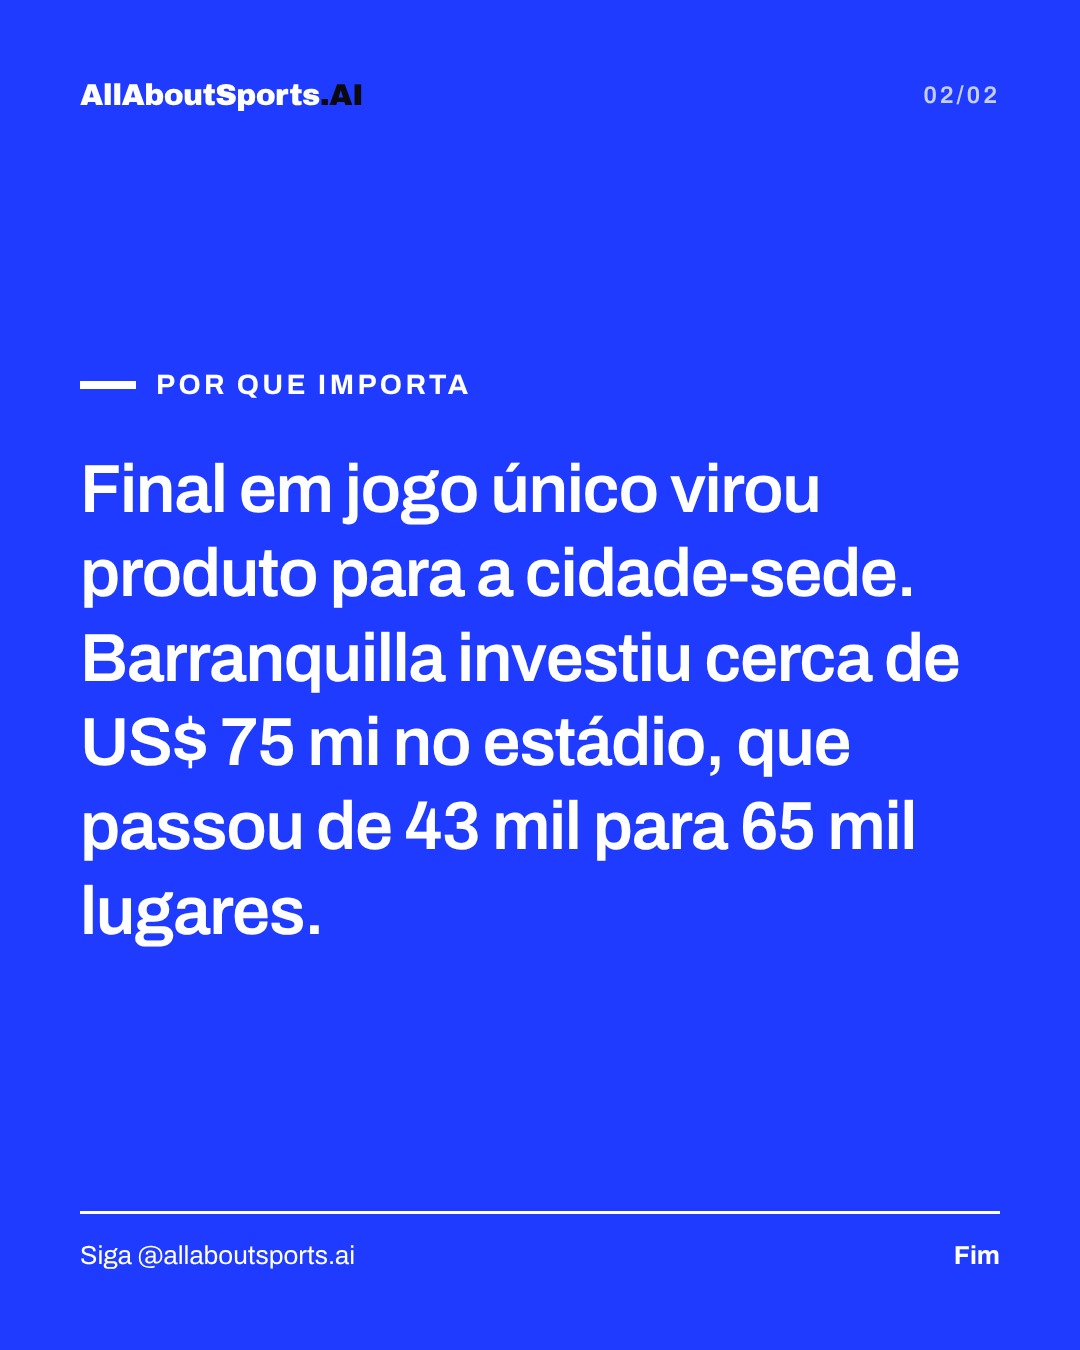 AllAboutSports.AI
02/02
POR QUE IMPORTA
Final em jogo único virou
produto para a cidade-sede.
Barranquilla investiu cerca de
US$ 75 mi no estádio, que
passou de 43 mil para 65 mil
lugares.
Siga @allaboutsports.ai
Fim